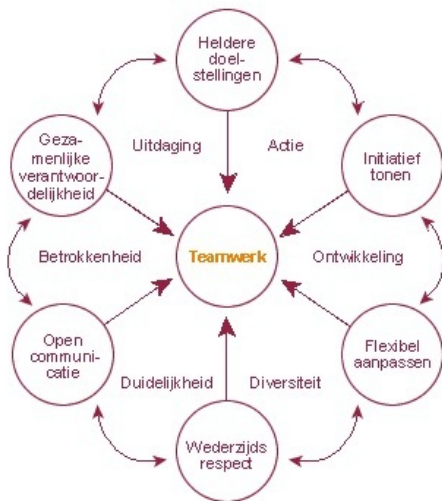 Heldere
doel-
stellingen
Geza-
menlijke
verantwoor-
delijkheid
Uitdaging
Actie
Initiatief
tonen
Betrokkenheid
Teamwerk
Ontwikkeling
Open
communi-
catie
Duidelijkheid
Diversiteit
Flexibel
aanpassen
Wederzijds
respect